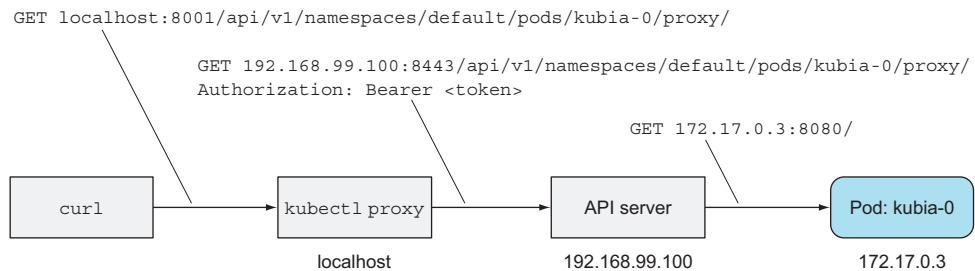 GET localhost:8001/api/v1/namespaces/default/pods/kubia-0/proxy/
GET 192.168.99.100:8443/api/v1/namespaces/default/pods/kubia-0/proxy/
Authorization: Bearer <token>
GET 172.17.0.3:8080/
curl
kubectl proxy
API server
Pod: kubia-0
localhost
192.168.99.100
172.17.0.3